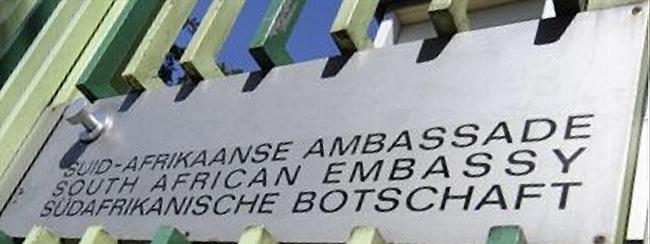 SUID-AFRIKAANSE AMBASSADE
SOUTH AFRICAN EMBASSY
SÜDAFRIKANISCHE BOTSCHAFT